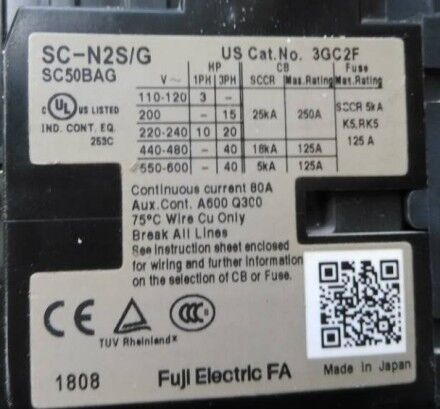 SC-N2S/G US Cat.No. 3GC2F
SC50BAG
HP CB Fuse
V~ 1PH 3PH SCCR Max.Rating Max.Rating
110-120 3 -
200 - 15 25kA 250A SCCR 5kA
220-240 10 20 K5,RK5
440-480 - 40 18kA 125A 125 A
550-600 - 40 5kA 125A
UL US LISTED
IND. CONT. EQ.
253C
Continuous current 80A
Aux.Cont. A600 Q300
75°C Wire Cu Only
Break All Lines
See instruction sheet enclosed
for wiring and further information
on the selection of CB or Fuse.
CE CCC
TÜV Rheinland
Made in Japan
1808 Fuji Electric FA